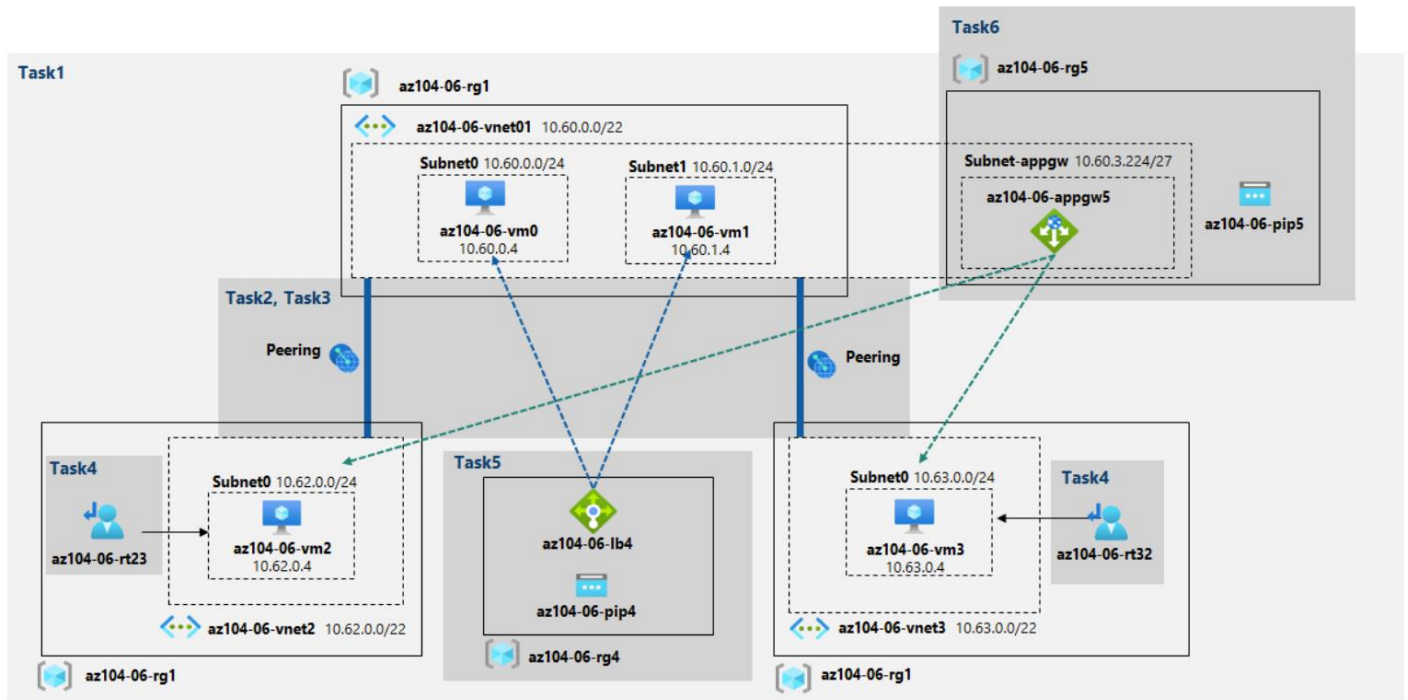 Task6
az104-06-rg5
Task1
az104-06-rg1
az104-06-vnet01 10.60.0.0/22
Subnet0 10.60.0.0/24
az104-06-vm0
10.60.0.4
Subnet1 10.60.1.0/24
az104-06-vm1
10.60.1.4
Subnet-appgw 10.60.3.224/27
az104-06-appgw5
az104-06-pip5
Task2, Task3
Peering
Peering
Task4
az104-06-rt23
Subnet0 10.62.0.0/24
az104-06-vm2
10.62.0.4
az104-06-vnet2 10.62.0.0/22
az104-06-rg1
Task5
az104-06-lb4
az104-06-pip4
az104-06-rg4
Subnet0 10.63.0.0/24
az104-06-vm3
10.63.0.4
Task4
az104-06-rt32
az104-06-vnet3 10.63.0.0/22
az104-06-rg1